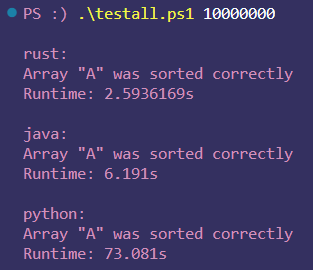 PS :) .\testall.ps1 10000000
rust:
Array "A" was sorted correctly
Runtime: 2.5936169s
java:
Array "A" was sorted correctly
Runtime: 6.191s
python:
Array "A" was sorted correctly
Runtime: 73.081s